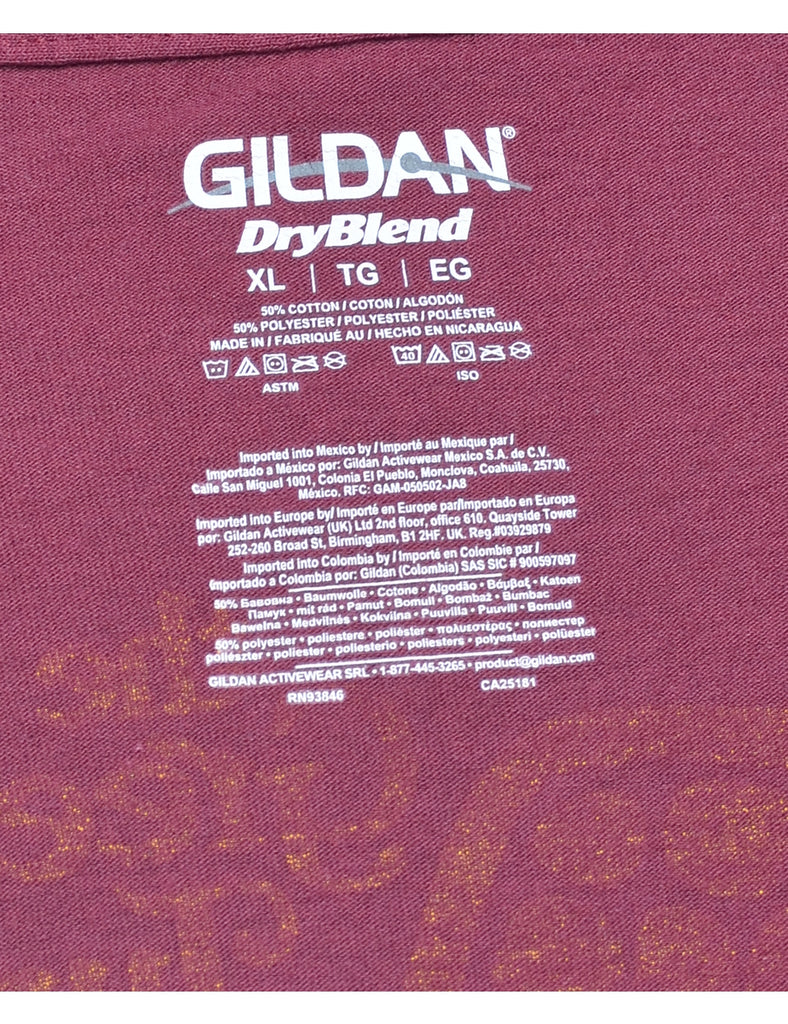 GILDAN®
DryBlend
XL | TG | EG
50% COTTON / COTON / ALGODÓN
50% POLYESTER / POLYESTER / POLIÉSTER
MADE IN / FABRIQUÉ AU / HECHO EN NICARAGUA
40
ASTM
ISO
Imported into Mexico by / Importé au Mexique par /
Importado a México por: Gildan Activewear Mexico S.A. de C.V.
Calle San Miguel 1001, Colonia El Pueblo, Monclova, Coahuila, 25730,
México, RFC: GAM-050502-JA8
Imported into Europe by/ Importé en Europe par/Importado en Europa
por: Gildan Activewear (UK) Ltd 2nd floor, office 610, Quayside Tower
252-260 Broad St, Birmingham, B1 2HF. UK. Reg.#03929879
Imported into Colombia by / Importé en Colombie par /
Importado a Colombia por: Gildan (Colombia) SAS SIC # 900597097
50% Бавовна • Baumwolle • Cotone • Algodão • Βάμβαξ • Katoen
Памук • mit rád • Pamut • Bomull • Bombaž • Bumbac
Bawełna • Medvilnės • Kokvilna • Puuvilla • Puuvill • Bomuld
50% polyester • poliestere • poliéster • πολυεστέρας • полиестер
poliészter • poliester • poliesterio • poliesters • polyesteri • polüester
GILDAN ACTIVEWEAR SRL • 1-877-445-3265 • product@gildan.com
RN93846
CA25181